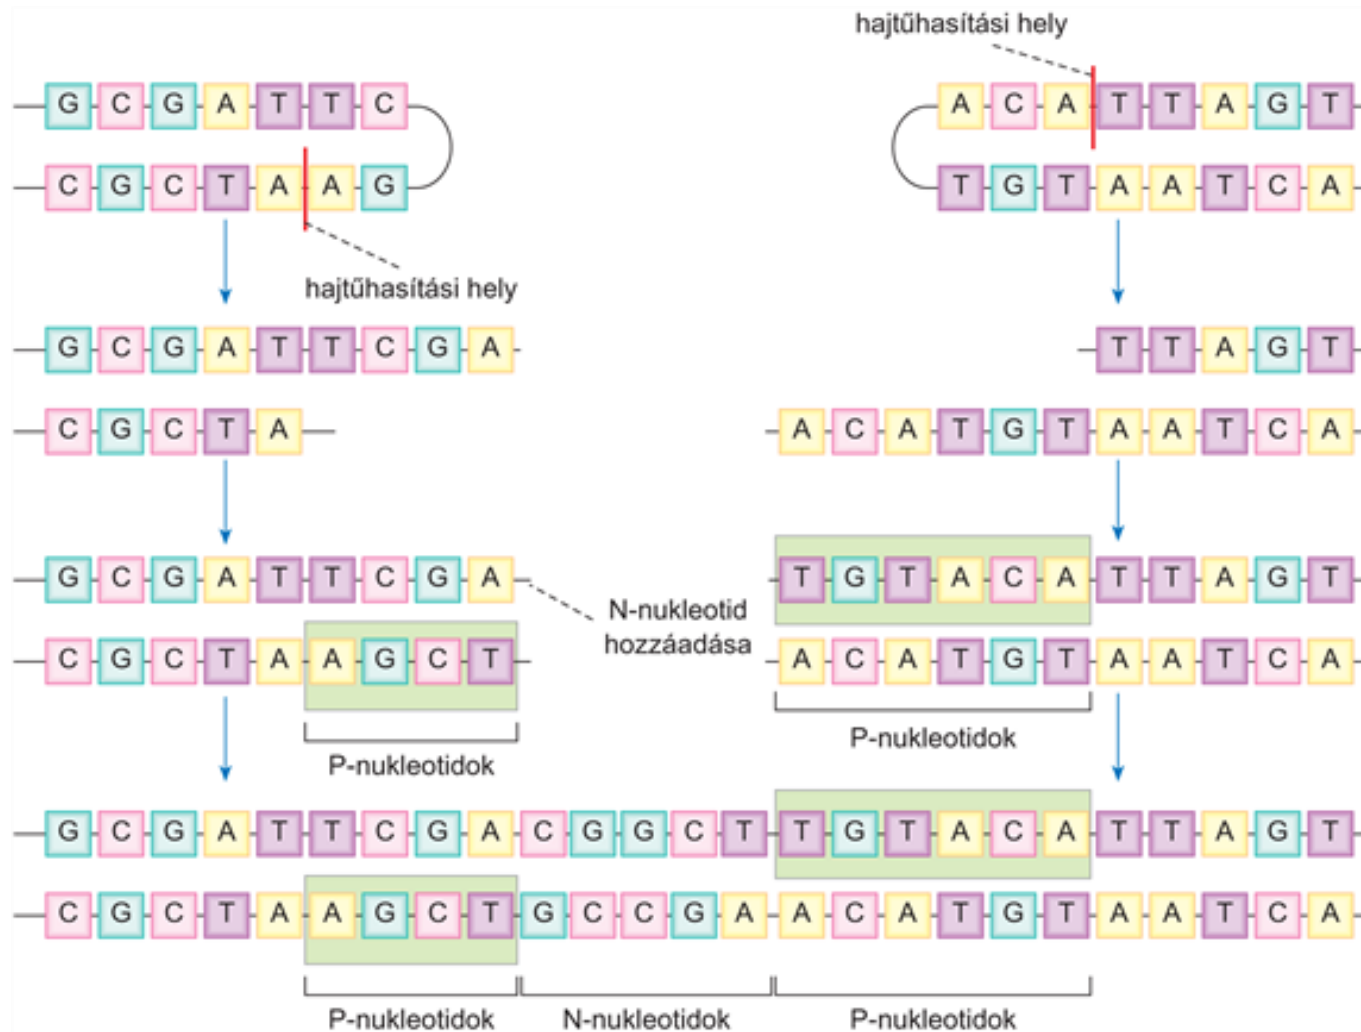 hajtűhasítási hely
G C G A T T C
A C A T T A G T
C G C T A A G
T G T A A T C A
hajtűhasítási hely
G C G A T T C G A
T T A G T
C G C T A
A C A T G T A A T C A
G C G A T T C G A
T G T A C A T T A G T
N-nukleotid
hozzáadása
C G C T A A G C T
A C A T G T A A T C A
P-nukleotidok
P-nukleotidok
G C G A T T C G A C G G C T T G T A C A T T A G T
C G C T A A G C T G C C G A A C A T G T A A T C A
P-nukleotidok
N-nukleotidok
P-nukleotidok